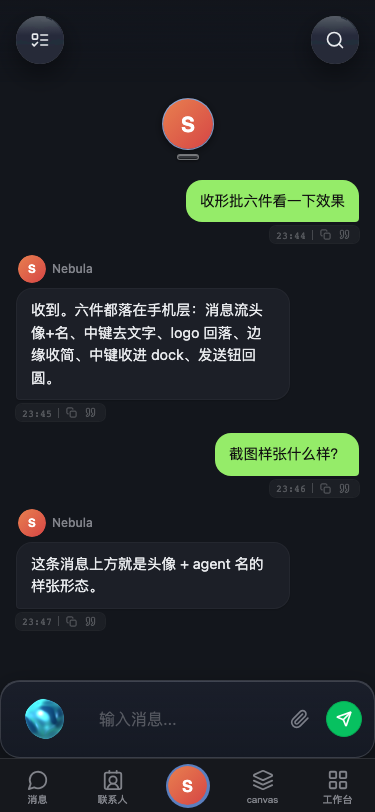 S
收形批六件看一下效果
23:44
S Nebula
收到。六件都落在手机层：消息流头
像+名、中键去文字、logo 回落、边
缘收简、中键收进 dock、发送钮回
圆。
23:45
截图样张什么样？
23:46
S Nebula
这条消息上方就是头像 + agent 名的
样张形态。
23:47
输入消息...
消息 联系人 S canvas 工作台